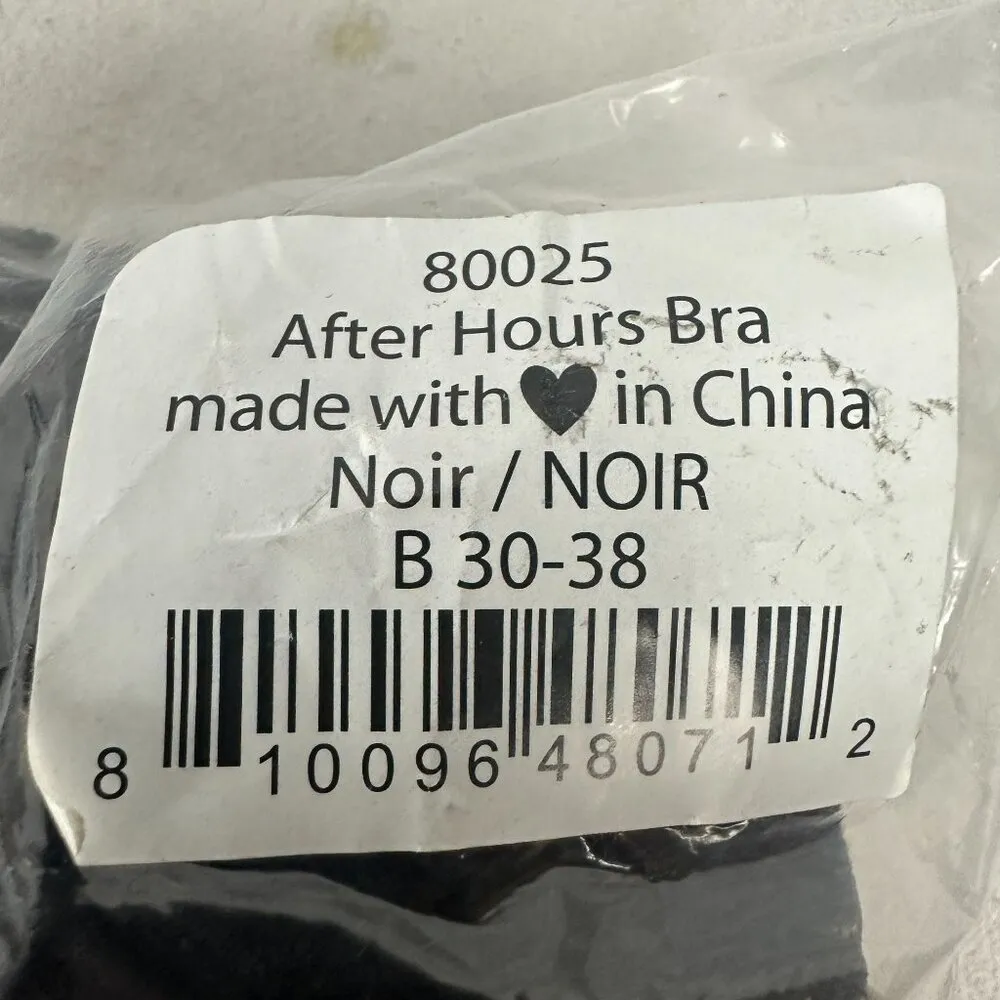 80025
After Hours Bra
made with ♥ in China
Noir / NOIR
B 30-38
8 10096 48071 2